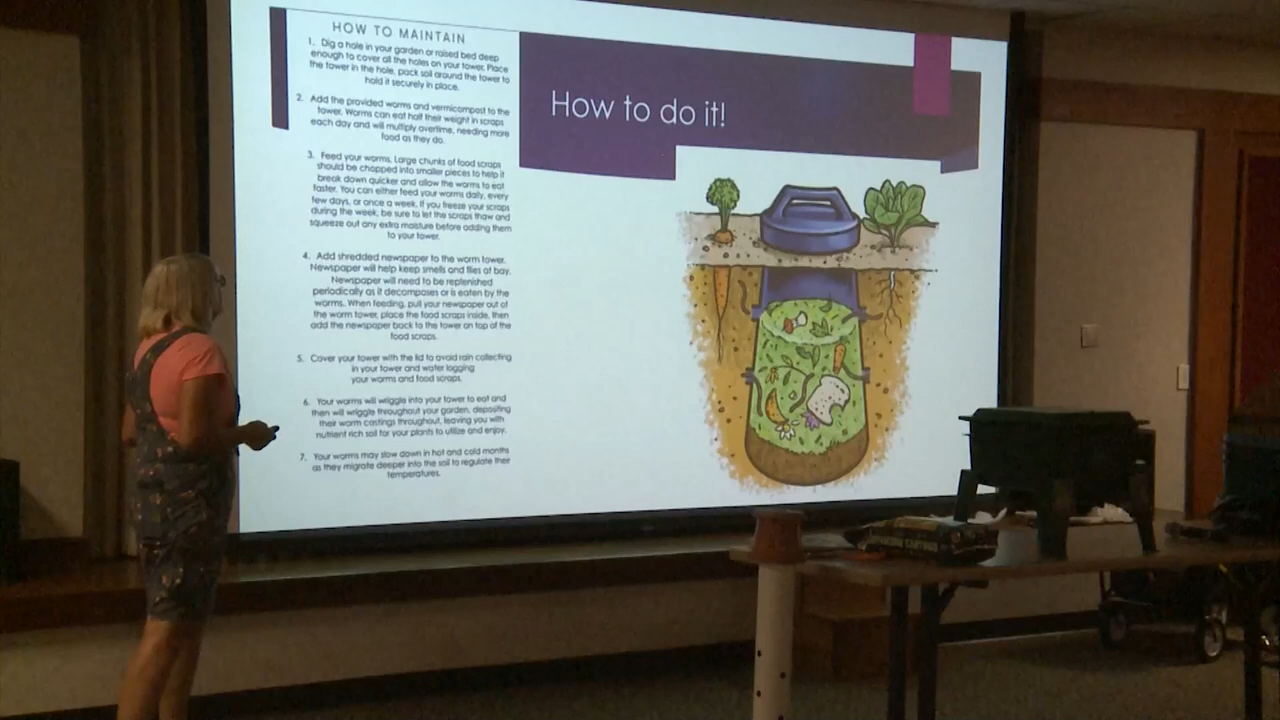 HOW TO MAINTAIN
1. Dig a hole in your garden or raised bed deep
enough to cover all the holes on your tower. Place
the tower in the hole, pack soil around the tower to
hold it securely in place.
2. Add the provided worms and vermicompost to the
tower. Worms can eat half their weight in scraps
each day and will multiply overtime, needing more
food as they do.
3. Feed your worms. Large chunks of food scraps
should be chopped into smaller pieces to help it
break down quicker and allow the worms to eat
faster. You can either feed your worms daily, every
few days, or once a week. If you freeze your scraps
during the week, be sure to let the scraps thaw and
squeeze out any extra moisture before adding them
to your tower.
4. Add shredded newspaper to the worm tower.
Newspaper will help keep smells and flies at bay.
Newspaper will need to be replenished
periodically as it decomposes or is eaten by the
worms. When feeding, pull your newspaper out of
the worm tower, place the food scraps inside, then
add the newspaper back to the tower on top of the
food scraps.
5. Cover your tower with the lid to avoid rain collecting
in your tower and water logging
your worms and food scraps.
6. Your worms will wriggle into your tower to eat and
then will wriggle throughout your garden, depositing
their worm castings throughout, leaving you with
nutrient rich soil for your plants to utilize and enjoy.
7. Your worms may slow down in hot and cold months
as they migrate deeper into the soil to regulate their
temperatures.
How to do it!